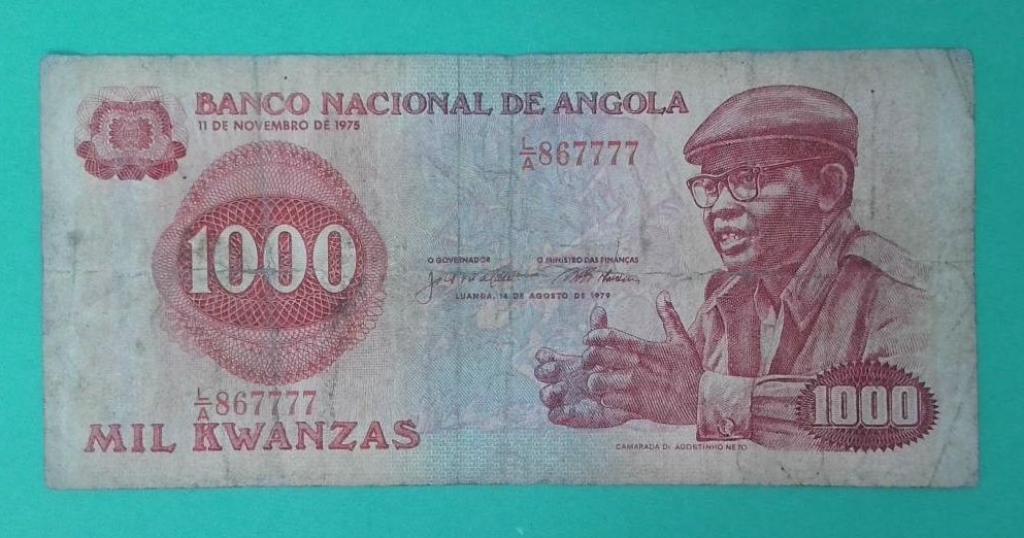 BANCO NACIONAL DE ANGOLA
11 DE NOVEMBRO DE 1975
L/A 867777
1000
O GOVERNADOR O MINISTRO DAS FINANÇAS
LUANDA, 14 DE AGOSTO DE 1979
L/A 867777
MIL KWANZAS
1000
CAMARADA Dr AGOSTINHO NETO